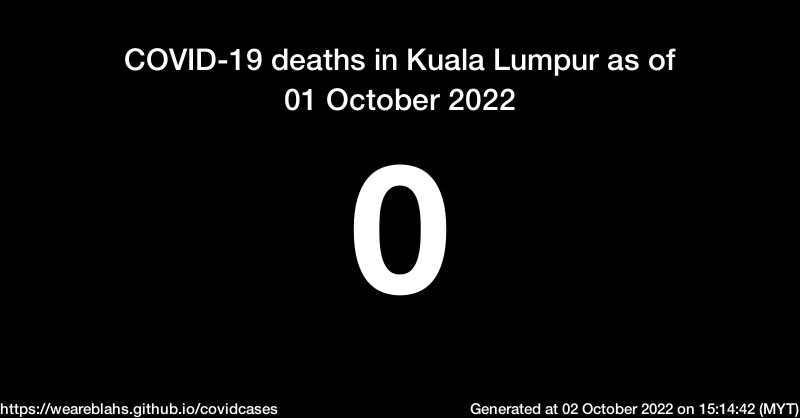 COVID-19 deaths in Kuala Lumpur as of
01 October 2022
0
https://weareblahs.github.io/covidcases
Generated at 02 October 2022 on 15:14:42 (MYT)